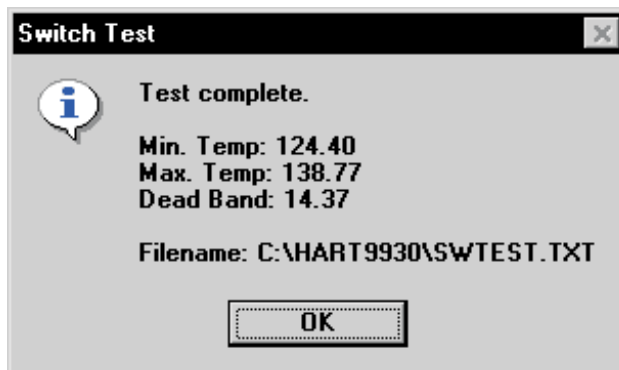 Switch Test
Test complete.
Min. Temp: 124.40
Max. Temp: 138.77
Dead Band: 14.37
Filename: C:\HART9930\SWTEST.TXT
OK